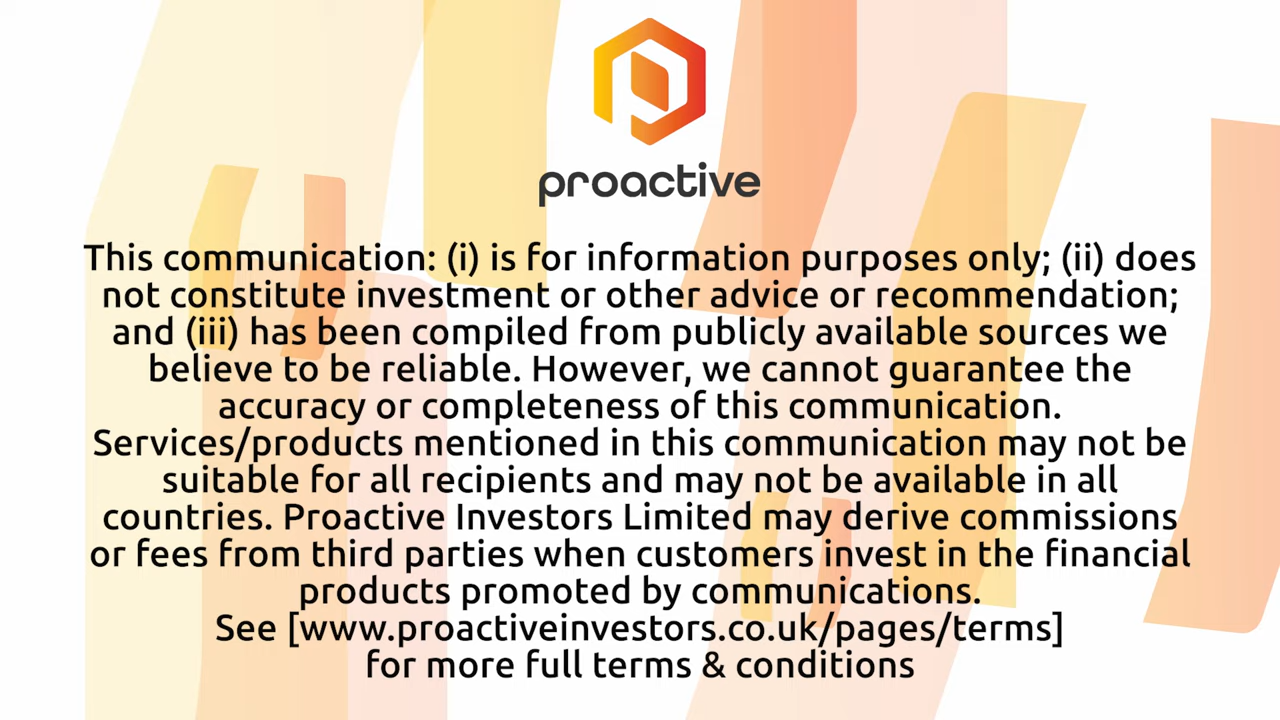 proactive
This communication: (i) is for information purposes only; (ii) does
not constitute investment or other advice or recommendation;
and (iii) has been compiled from publicly available sources we
believe to be reliable. However, we cannot guarantee the
accuracy or completeness of this communication.
Services/products mentioned in this communication may not be
suitable for all recipients and may not be available in all
countries. Proactive Investors Limited may derive commissions
or fees from third parties when customers invest in the financial
products promoted by communications.
See [www.proactiveinvestors.co.uk/pages/terms]
for more full terms & conditions